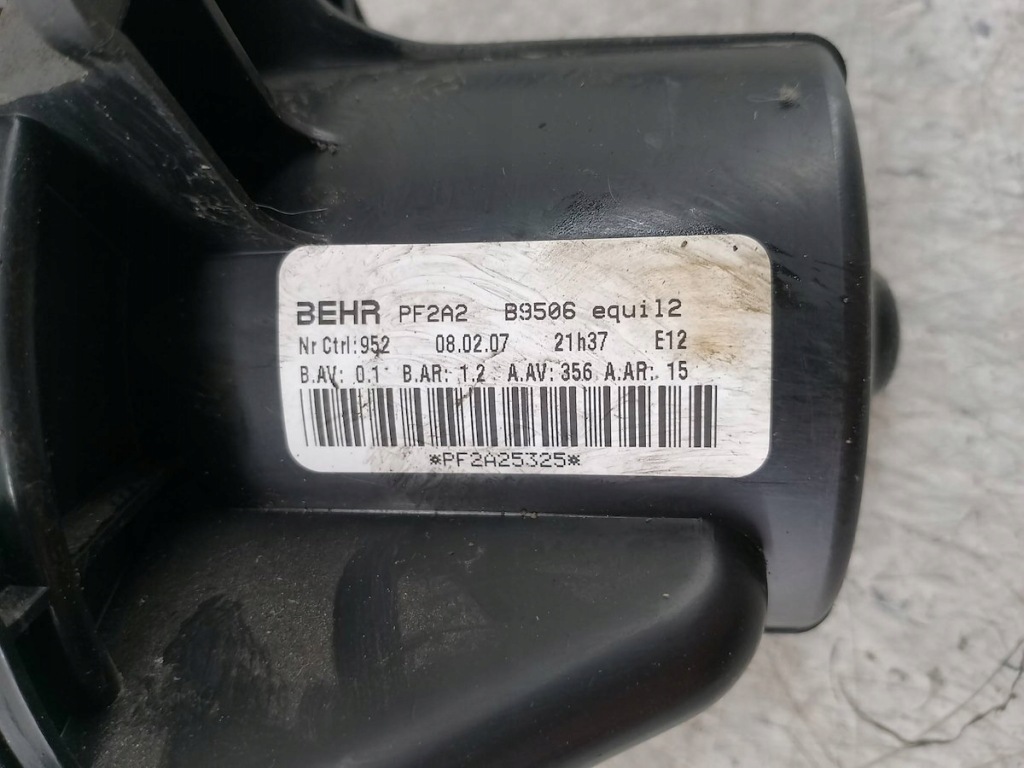 BEHR PF2A2 B9506 equil2
Nr Ctrl:952 08.02.07 21h37 E12
B.AV: 0.1 B.AR: 1.2 A.AV: 356 A.AR: 15
*PF2A25325*